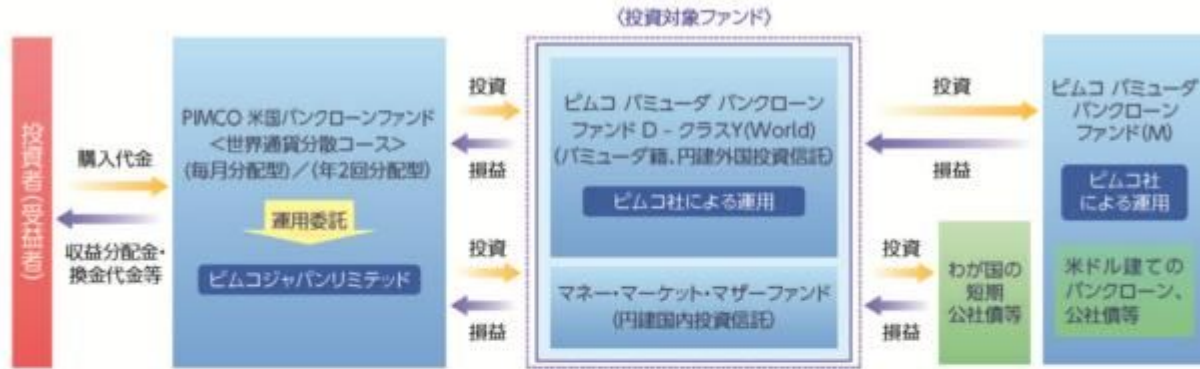 〈投資対象ファンド〉
投資者(受益者)
購入代金
収益分配金・
換金代金等
PIMCO 米国バンクローンファンド
<世界通貨分散コース>
(毎月分配型)／(年2回分配型)
運用委託
ピムコジャパンリミテッド
投資
損益
投資
損益
ピムコ バミューダ バンクローン
ファンド D - クラスY(World)
(バミューダ籍、円建外国投資信託)
ピムコ社による運用
マネー・マーケット・マザーファンド
(円建国内投資信託)
投資
損益
投資
損益
わが国の
短期
公社債等
ピムコ バミューダ
バンクローン
ファンド(M)
ピムコ社
による運用
米ドル建ての
バンクローン、
公社債等